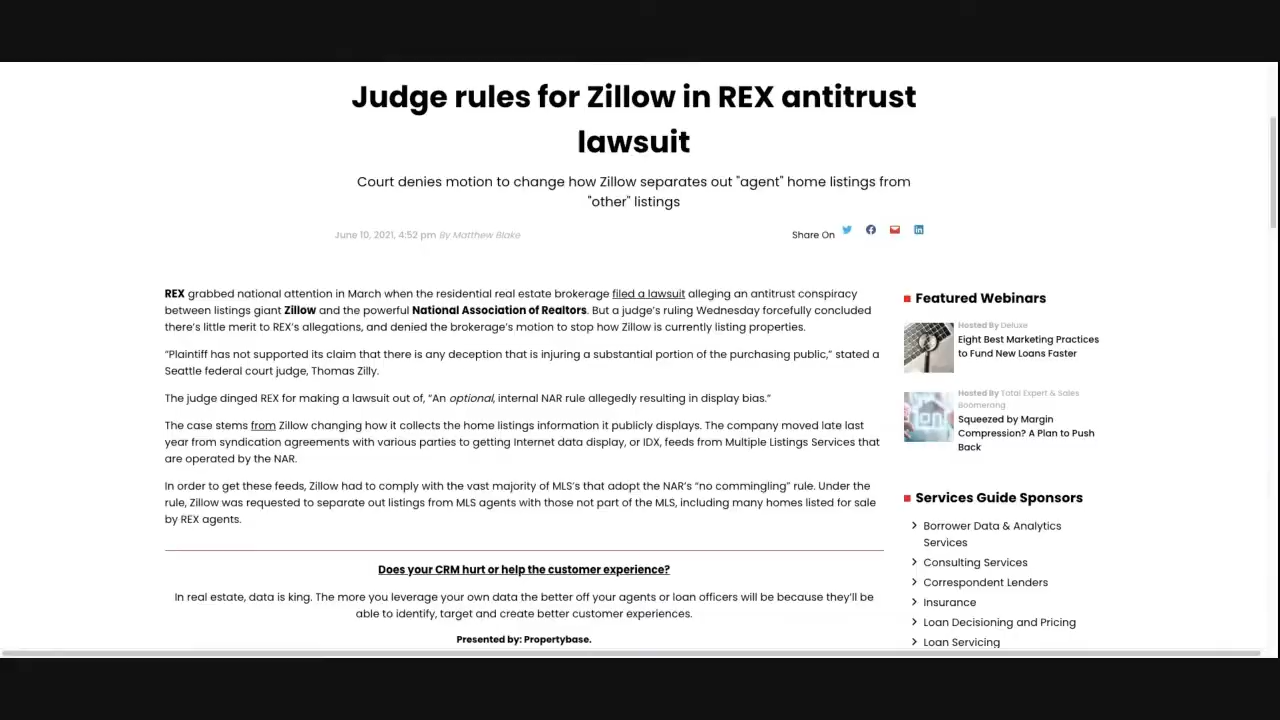 Judge rules for Zillow in REX antitrust
lawsuit
Court denies motion to change how Zillow separates out "agent" home listings from
"other" listings
June 10, 2021, 4:52 pm By Matthew Blake
Share On
REX grabbed national attention in March when the residential real estate brokerage filed a lawsuit alleging an antitrust conspiracy
between listings giant Zillow and the powerful National Association of Realtors. But a judge’s ruling Wednesday forcefully concluded
there’s little merit to REX’s allegations, and denied the brokerage’s motion to stop how Zillow is currently listing properties.
“Plaintiff has not supported its claim that there is any deception that is injuring a substantial portion of the purchasing public,” stated a
Seattle federal court judge, Thomas Zilly.
The judge dinged REX for making a lawsuit out of, “An optional, internal NAR rule allegedly resulting in display bias.”
The case stems from Zillow changing how it collects the home listings information it publicly displays. The company moved late last
year from syndication agreements with various parties to getting Internet data display, or IDX, feeds from Multiple Listings Services that
are operated by the NAR.
In order to get these feeds, Zillow had to comply with the vast majority of MLS’s that adopt the NAR’s “no commingling” rule. Under the
rule, Zillow was requested to separate out listings from MLS agents with those not part of the MLS, including many homes listed for sale
by REX agents.
Does your CRM hurt or help the customer experience?
In real estate, data is king. The more you leverage your own data the better off your agents or loan officers will be because they’ll be
able to identify, target and create better customer experiences.
Presented by: Propertybase.
Featured Webinars
Hosted By Deluxe
Eight Best Marketing Practices
to Fund New Loans Faster
Hosted By Total Expert & Sales
Boomerang
Squeezed by Margin
Compression? A Plan to Push
Back
Services Guide Sponsors
Borrower Data & Analytics
Services
Consulting Services
Correspondent Lenders
Insurance
Loan Decisioning and Pricing
Loan Servicing